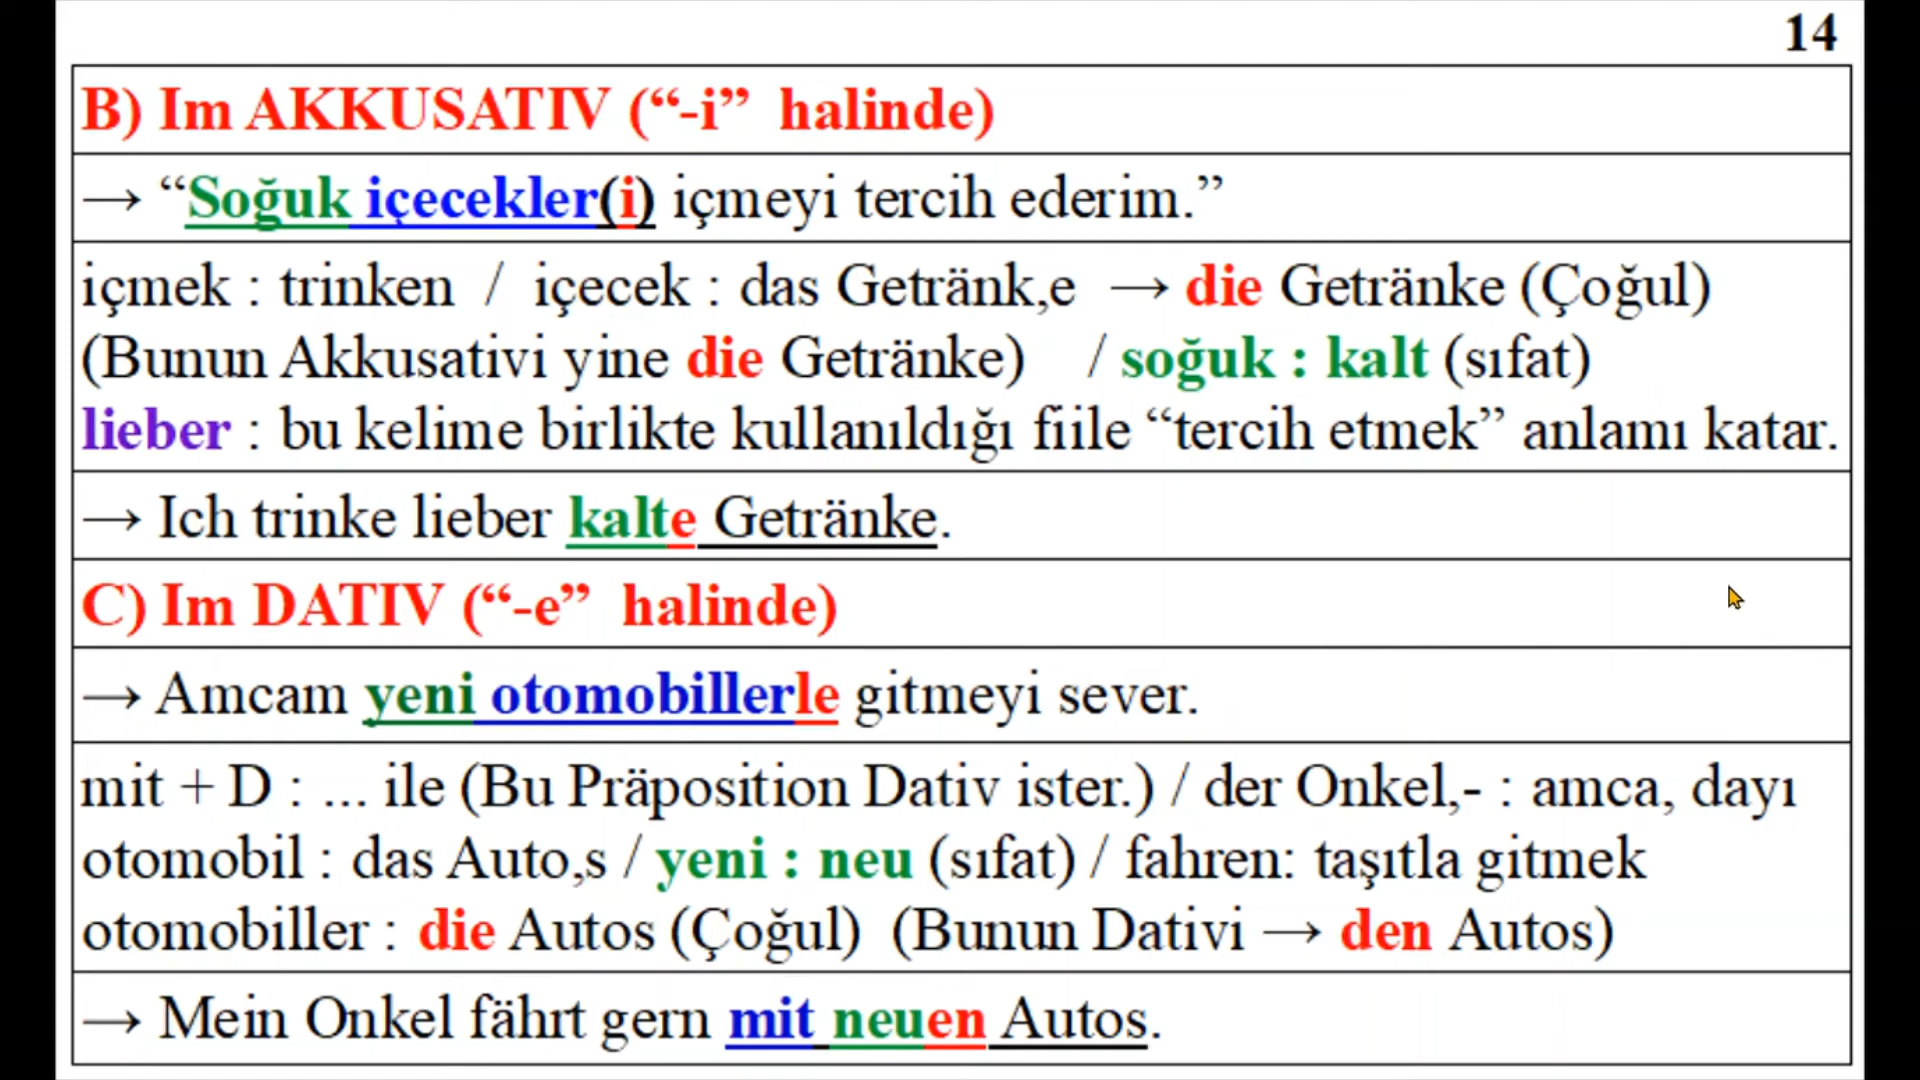 14
B) Im AKKUSATIV (“-i” halinde)
→ “Soğuk içecekler(i) içmeyi tercih ederim.”
içmek : trinken / içecek : das Getränk,e → die Getränke (Çoğul)
(Bunun Akkusativi yine die Getränke) / soğuk : kalt (sıfat)
lieber : bu kelime birlikte kullanıldığı fiile “tercih etmek” anlamı katar.
→ Ich trinke lieber kalte Getränke.
C) Im DATIV (“-e” halinde)
→ Amcam yeni otomobillerle gitmeyi sever.
mit + D : ... ile (Bu Präposition Dativ ister.) / der Onkel,- : amca, dayı
otomobil : das Auto,s / yeni : neu (sıfat) / fahren: taşıtla gitmek
otomobiller : die Autos (Çoğul) (Bunun Dativi → den Autos)
→ Mein Onkel fährt gern mit neuen Autos.